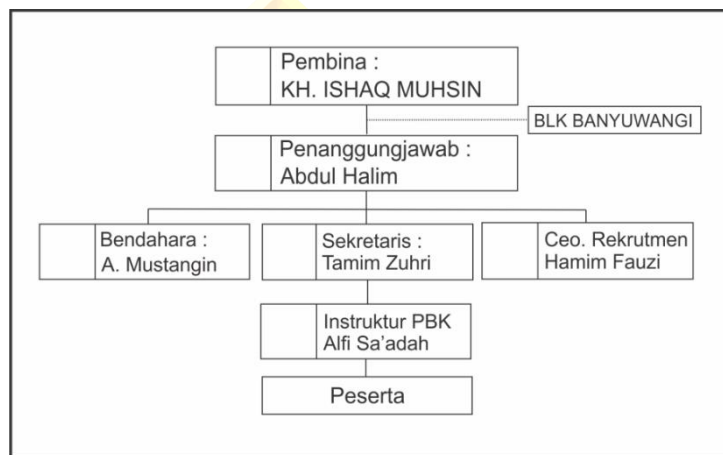 Pembina :
KH. ISHAQ MUHSIN
BLK BANYUWANGI
Penanggungjawab :
Abdul Halim
Bendahara :
A. Mustangin
Sekretaris :
Tamim Zuhri
Ceo. Rekrutmen
Hamim Fauzi
Instruktur PBK
Alfi Sa’adah
Peserta